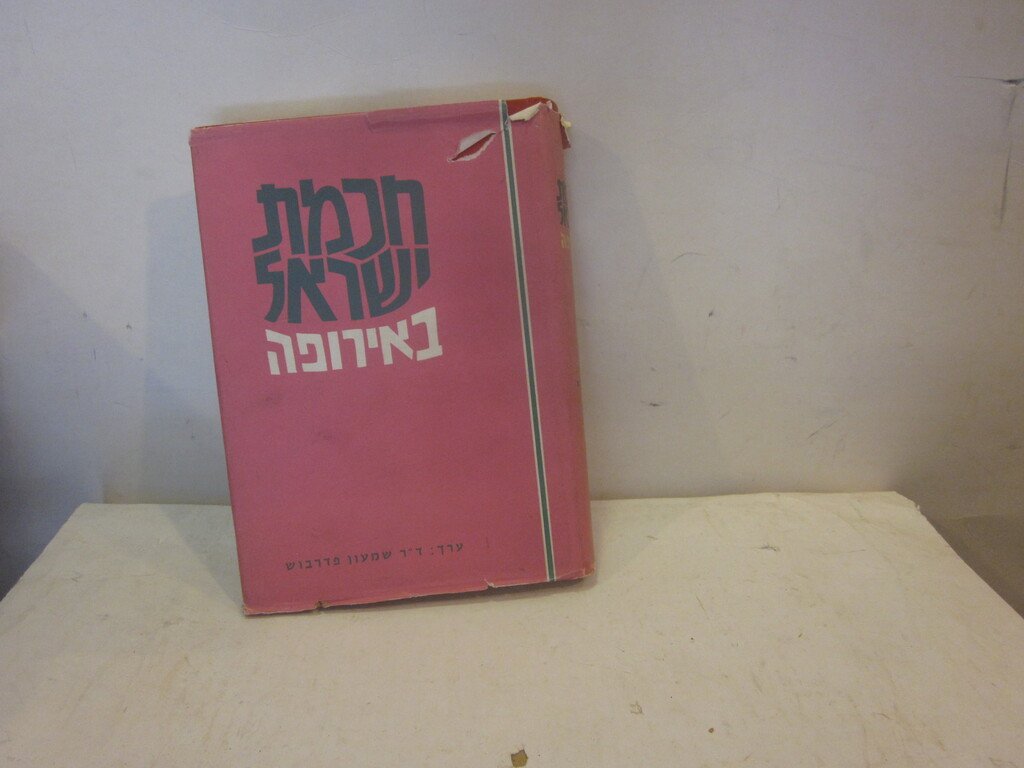 חכמת
ישראל
באירופה
ערך: ד״ר שמעון פדרבוש